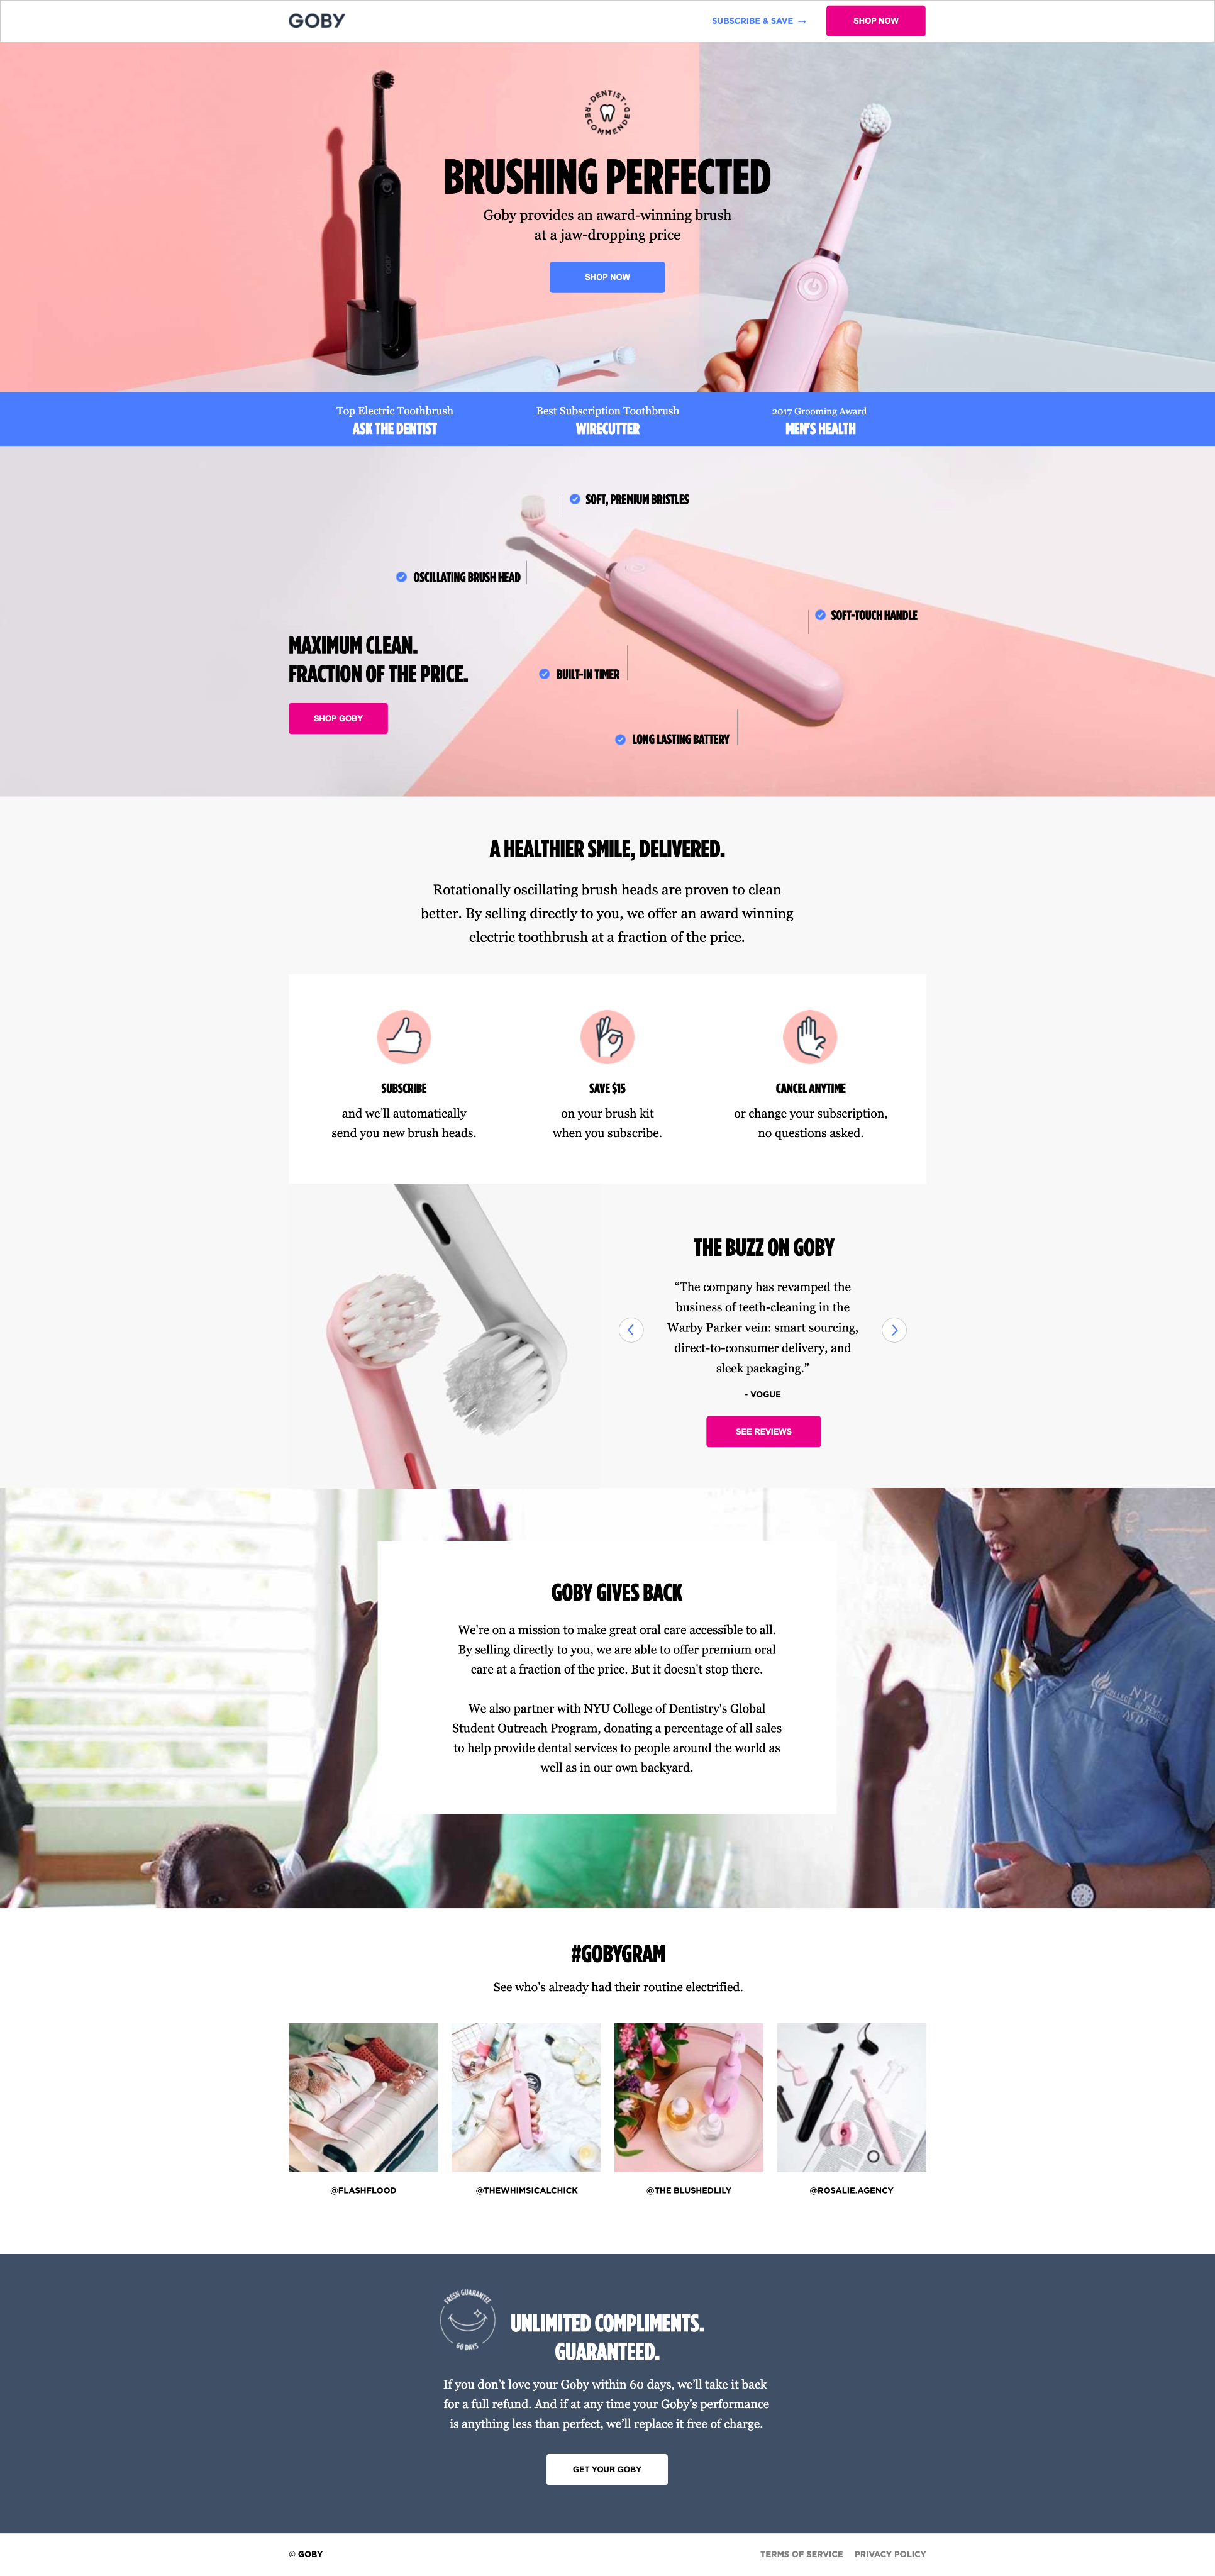 GOBY
SUBSCRIBE & SAVE →
SHOP NOW
DENTIST RECOMMENDED
BRUSHING PERFECTED
Goby provides an award-winning brush
at a jaw-dropping price
SHOP NOW
GOBY
Top Electric Toothbrush
ASK THE DENTIST
Best Subscription Toothbrush
WIRECUTTER
2017 Grooming Award
MEN'S HEALTH
SOFT, PREMIUM BRISTLES
OSCILLATING BRUSH HEAD
SOFT-TOUCH HANDLE
MAXIMUM CLEAN.
FRACTION OF THE PRICE.
BUILT-IN TIMER
SHOP GOBY
LONG LASTING BATTERY
A HEALTHIER SMILE, DELIVERED.
Rotationally oscillating brush heads are proven to clean
better. By selling directly to you, we offer an award winning
electric toothbrush at a fraction of the price.
SUBSCRIBE
and we'll automatically
send you new brush heads.
SAVE $15
on your brush kit
when you subscribe.
CANCEL ANYTIME
or change your subscription,
no questions asked.
THE BUZZ ON GOBY
“The company has revamped the
business of teeth-cleaning in the
Warby Parker vein: smart sourcing,
direct-to-consumer delivery, and
sleek packaging.”
- VOGUE
SEE REVIEWS
GOBY GIVES BACK
We're on a mission to make great oral care accessible to all.
By selling directly to you, we are able to offer premium oral
care at a fraction of the price. But it doesn't stop there.
We also partner with NYU College of Dentistry's Global
Student Outreach Program, donating a percentage of all sales
to help provide dental services to people around the world as
well as in our own backyard.
NYU
COLLEGE OF DENTISTRY
ASDA
#GOBYGRAM
See who's already had their routine electrified.
@FLASHFLOOD
@THEWHIMSICALCHICK
@THE BLUSHEDLILY
@ROSALIE.AGENCY
FRESH GUARANTEE
60 DAYS
UNLIMITED COMPLIMENTS.
GUARANTEED.
If you don't love your Goby within 60 days, we'll take it back
for a full refund. And if at any time your Goby's performance
is anything less than perfect, we'll replace it free of charge.
GET YOUR GOBY
© GOBY
TERMS OF SERVICE
PRIVACY POLICY